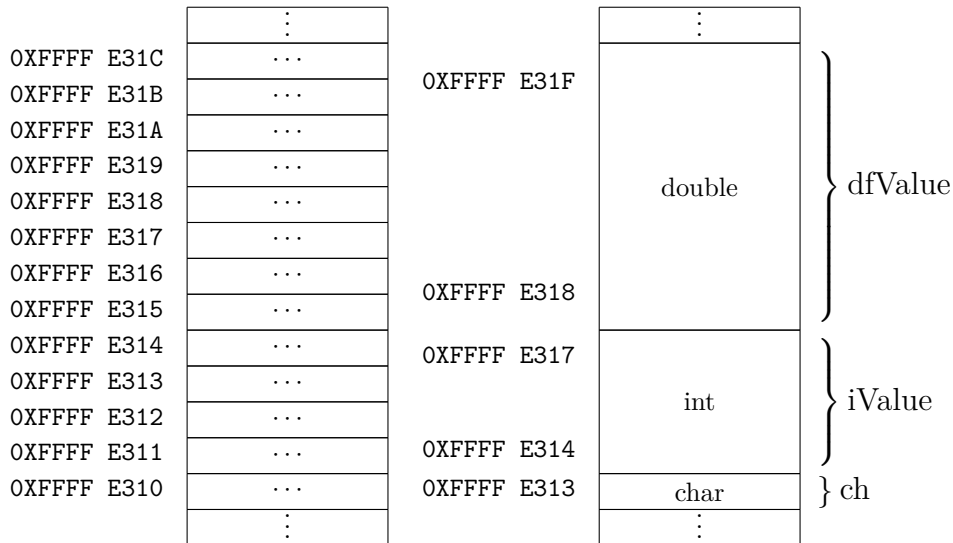 ⋮
⋮
0XFFFF E31C
...
0XFFFF E31F
0XFFFF E31B
...
0XFFFF E31A
...
0XFFFF E319
...
0XFFFF E318
...
double
dfValue
0XFFFF E317
...
0XFFFF E316
...
0XFFFF E318
0XFFFF E315
...
0XFFFF E314
...
0XFFFF E317
0XFFFF E313
...
int
iValue
0XFFFF E312
...
0XFFFF E311
...
0XFFFF E314
0XFFFF E310
...
0XFFFF E313
char
ch
⋮
⋮